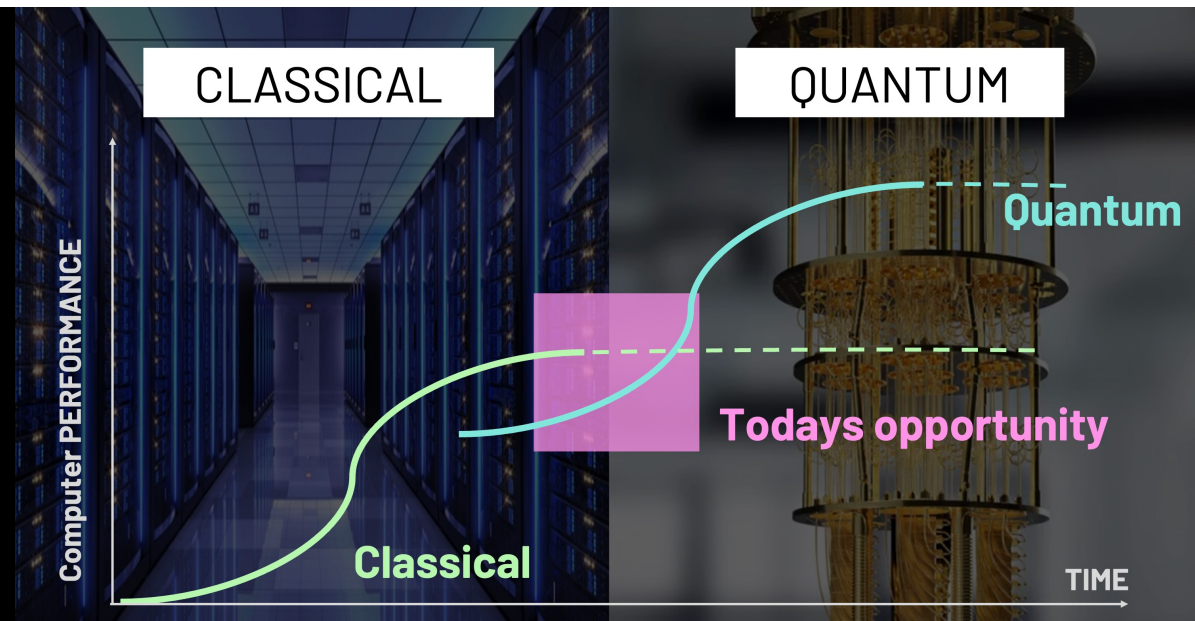 CLASSICAL
QUANTUM
Quantum
Computer PERFORMANCE
Todays opportunity
Classical
TIME